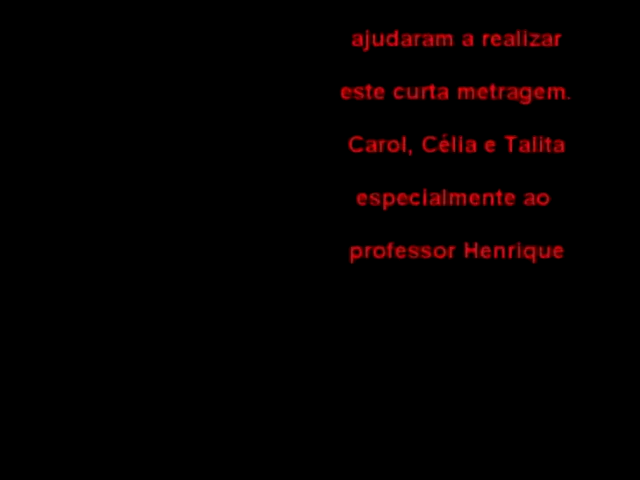 ajudaram a realizar
este curta metragem.
Carol, Célia e Talita
especialmente ao
professor Henrique